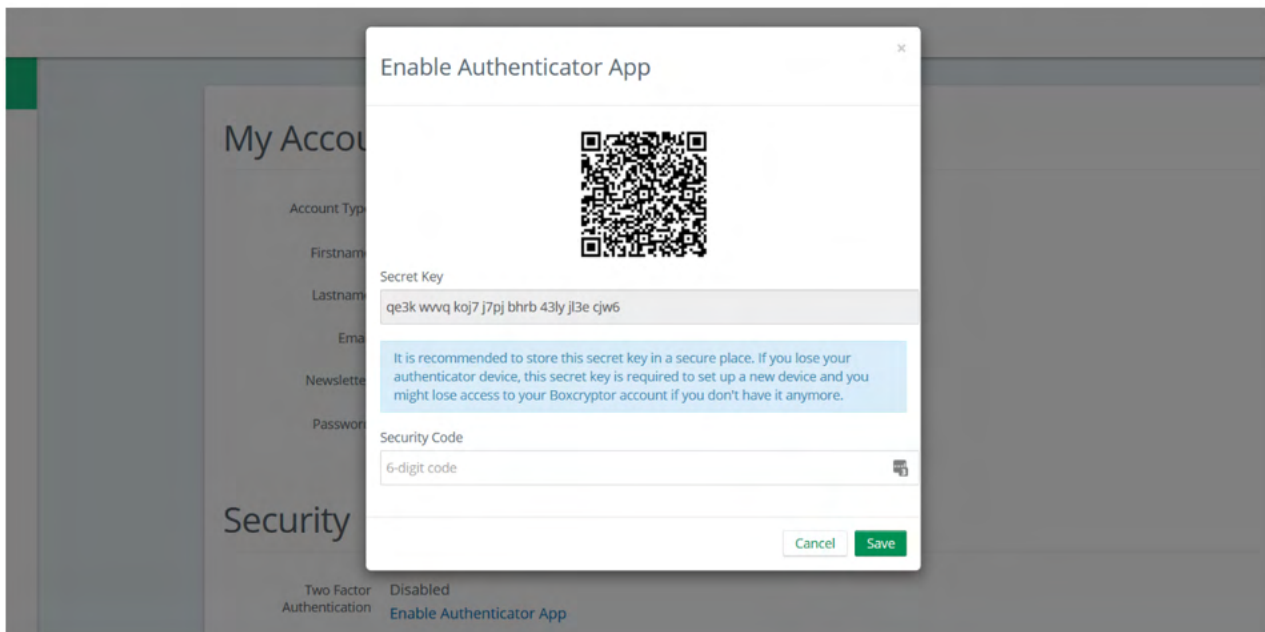 Enable Authenticator App
×
My Accou
Account Typ
Firstnam
Lastnam
Ema
Newslette
Passwor
Secret Key
qe3k wvvq koj7 j7pj bhrb 43ly jl3e cjw6
It is recommended to store this secret key in a secure place. If you lose your
authenticator device, this secret key is required to set up a new device and you
might lose access to your Boxcryptor account if you don't have it anymore.
Security Code
6-digit code
Cancel
Save
Security
Two Factor
Authentication
Disabled
Enable Authenticator App